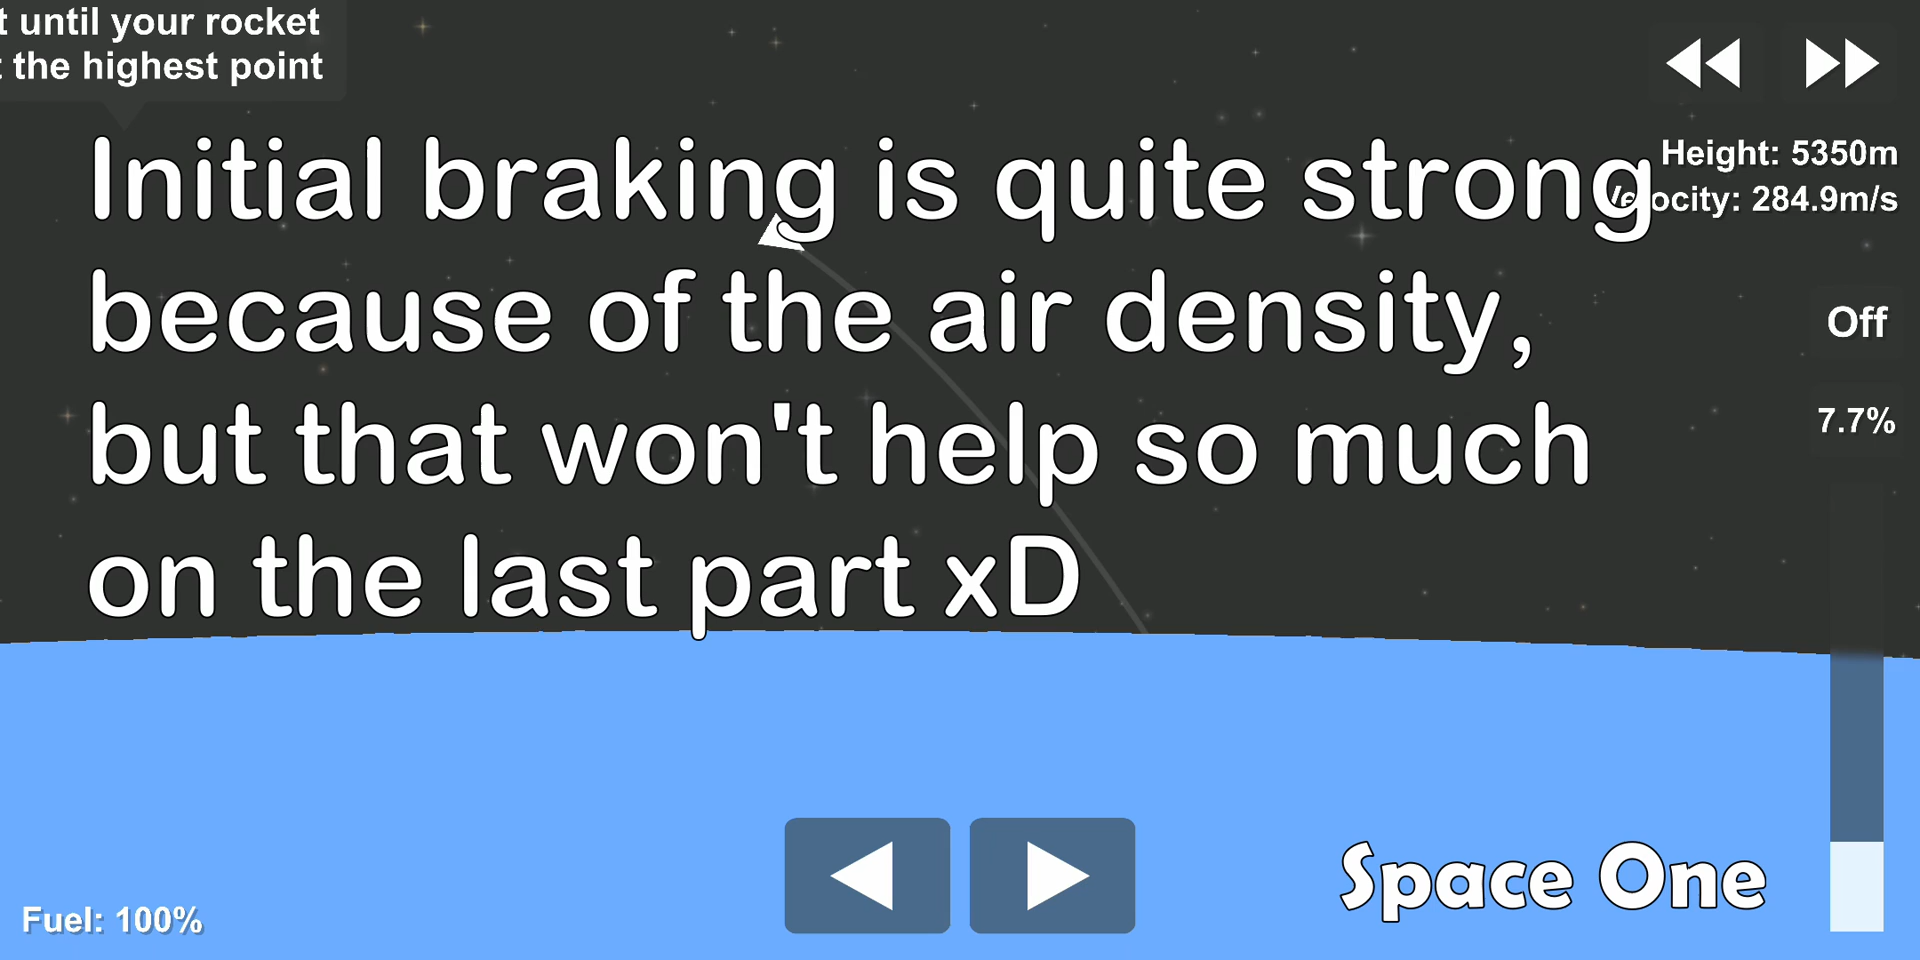 until your rocket
the highest point
Height: 5350m
Velocity: 284.9m/s
Initial braking is quite strong
because of the air density,
but that won't help so much
on the last part xD
Off
7.7%
Space One
Fuel: 100%